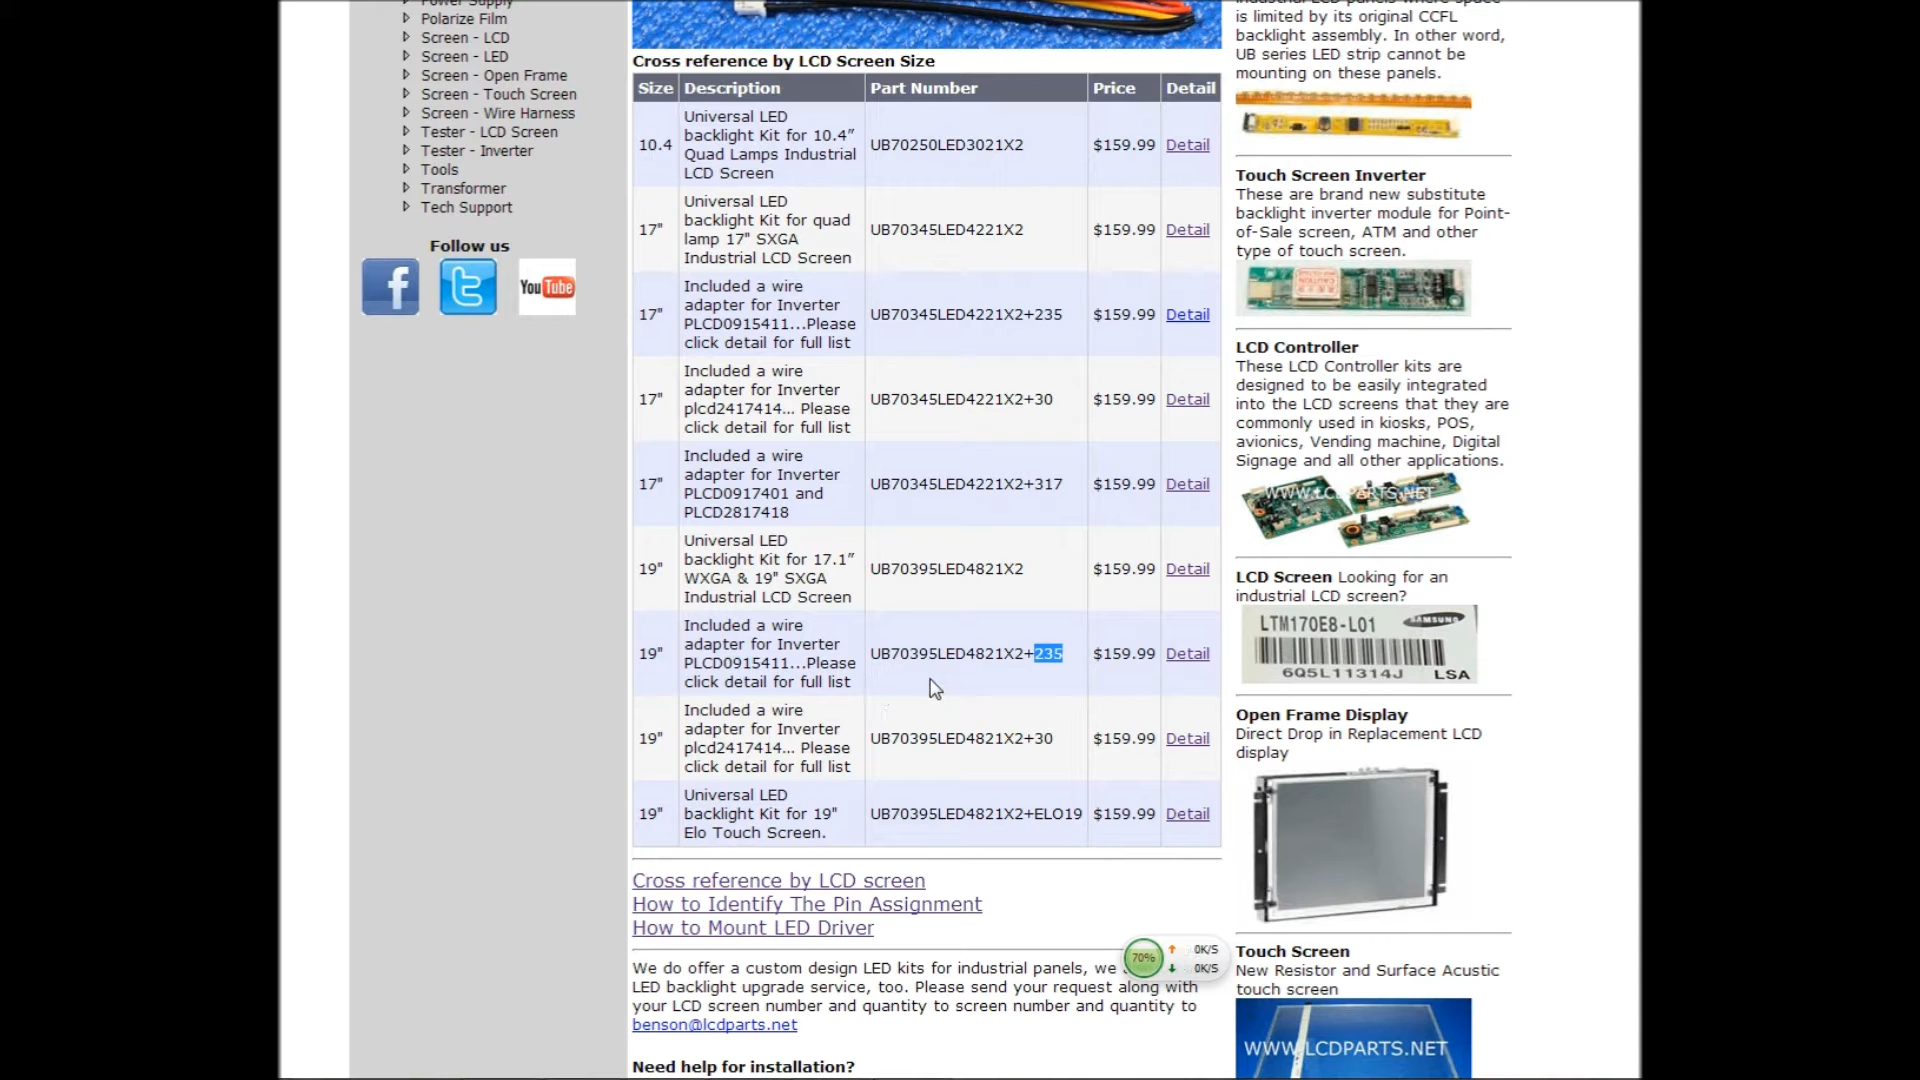 Power Supply
Polarize Film
Screen - LCD
Screen - LED
Screen - Open Frame
Screen - Touch Screen
Screen - Wire Harness
Tester - LCD Screen
Tester - Inverter
Tools
Transformer
Tech Support
Follow us
f
t
YouTube
Cross reference by LCD Screen Size
Size Description Part Number Price Detail
10.4 Universal LED
backlight Kit for 10.4”
Quad Lamps Industrial
LCD Screen
UB70250LED3021X2 $159.99 Detail
17" Universal LED
backlight Kit for quad
lamp 17" SXGA
Industrial LCD Screen
UB70345LED4221X2 $159.99 Detail
17" Included a wire
adapter for Inverter
PLCD0915411...Please
click detail for full list
UB70345LED4221X2+235 $159.99 Detail
17" Included a wire
adapter for Inverter
plcd2417414... Please
click detail for full list
UB70345LED4221X2+30 $159.99 Detail
17" Included a wire
adapter for Inverter
PLCD0917401 and
PLCD2817418
UB70345LED4221X2+317 $159.99 Detail
19" Universal LED
backlight Kit for 17.1”
WXGA & 19" SXGA
Industrial LCD Screen
UB70395LED4821X2 $159.99 Detail
19" Included a wire
adapter for Inverter
PLCD0915411...Please
click detail for full list
UB70395LED4821X2+235 $159.99 Detail
19" Included a wire
adapter for Inverter
plcd2417414... Please
click detail for full list
UB70395LED4821X2+30 $159.99 Detail
19" Universal LED
backlight Kit for 19"
Elo Touch Screen.
UB70395LED4821X2+ELO19 $159.99 Detail
Cross reference by LCD screen
How to Identify The Pin Assignment
How to Mount LED Driver
We do offer a custom design LED kits for industrial panels, we
LED backlight upgrade service, too. Please send your request along with
your LCD screen number and quantity to screen number and quantity to
benson@lcdparts.net
Need help for installation?
70%
0K/S
0K/S
industrial LCD panels where space
is limited by its original CCFL
backlight assembly. In other word,
UB series LED strip cannot be
mounting on these panels.
Touch Screen Inverter
These are brand new substitute
backlight inverter module for Point-
of-Sale screen, ATM and other
type of touch screen.
LCD Controller
These LCD Controller kits are
designed to be easily integrated
into the LCD screens that they are
commonly used in kiosks, POS,
avionics, Vending machine, Digital
Signage and all other applications.
WWW.LCDPARTS.NET
LCD Screen Looking for an
industrial LCD screen?
LTM170E8-L01 SAMSUNG
6Q5L11314J LSA
Open Frame Display
Direct Drop in Replacement LCD
display
Touch Screen
New Resistor and Surface Acustic
touch screen
WWW.LCDPARTS.NET